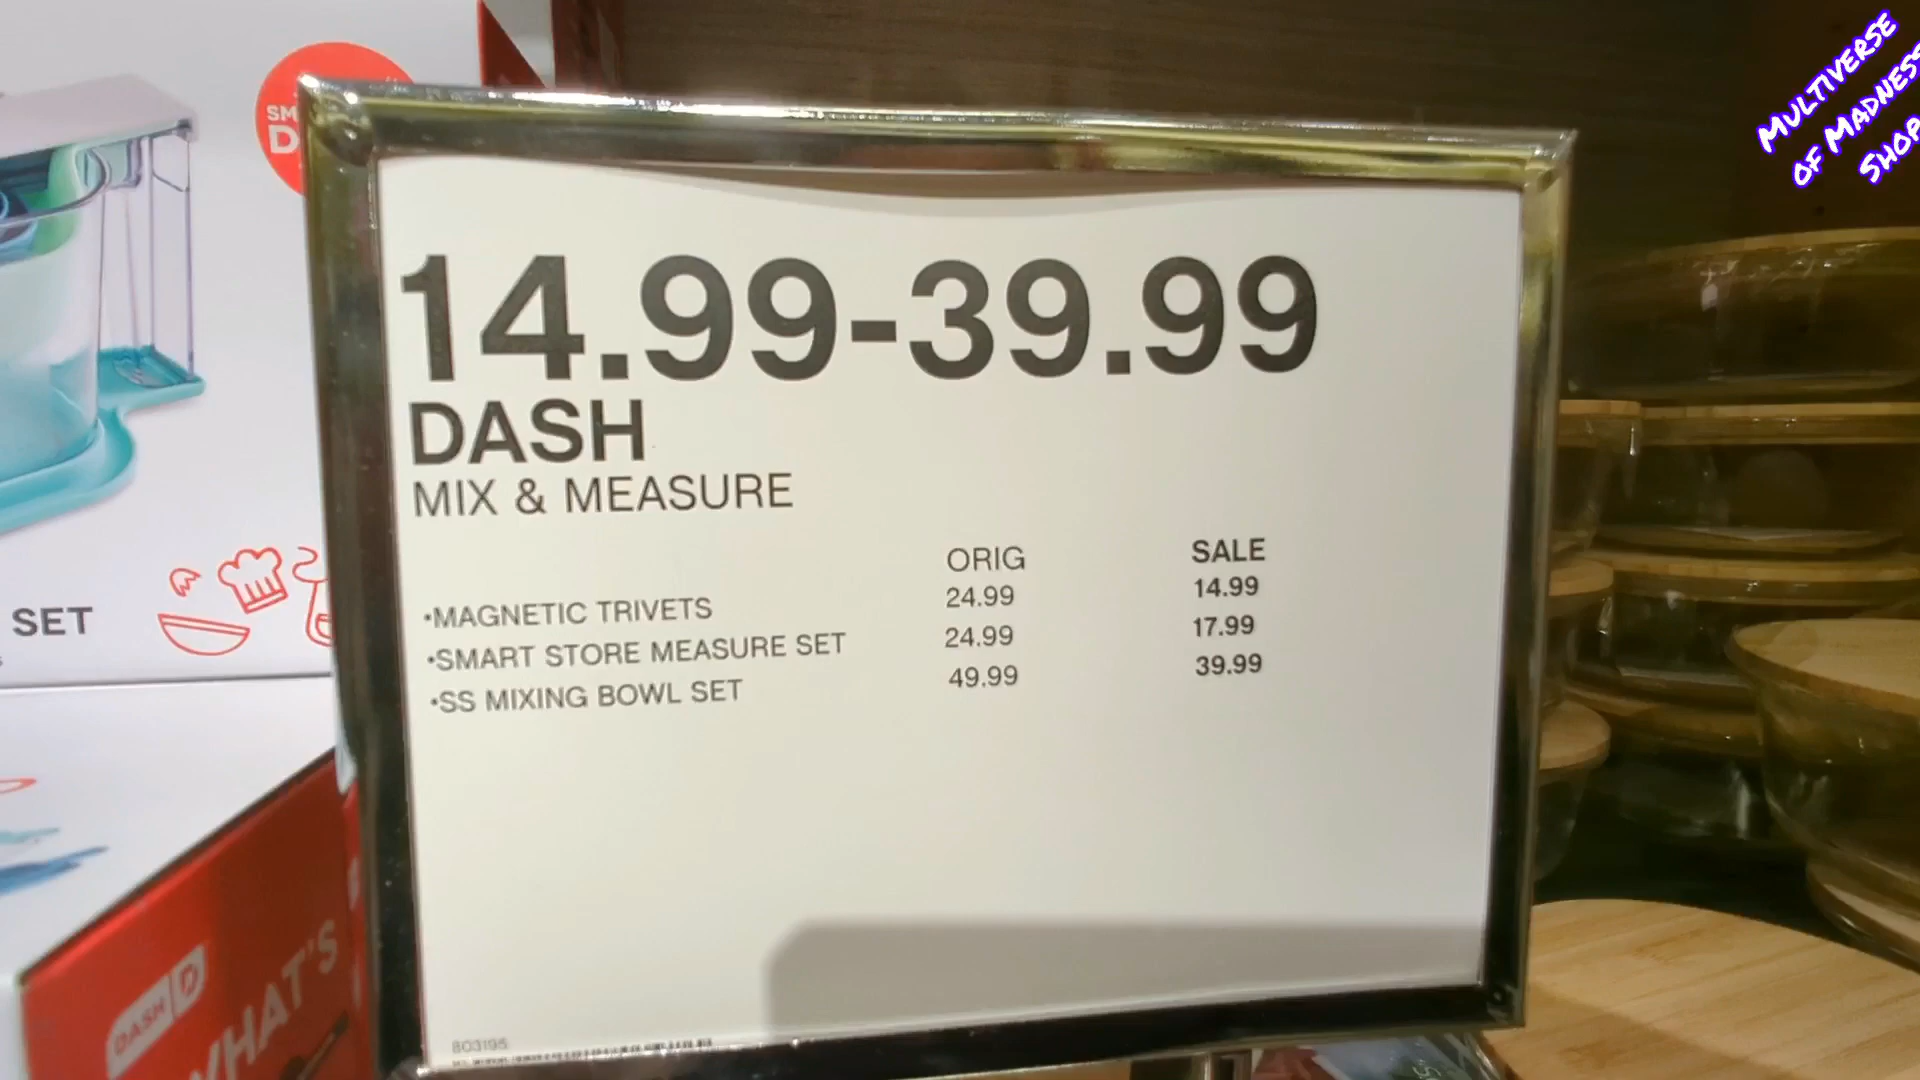 MULTIVERSE
OF MADNESS
SHOP
14.99-39.99
DASH
MIX & MEASURE
ORIG SALE
•MAGNETIC TRIVETS 24.99 14.99
•SMART STORE MEASURE SET 24.99 17.99
•SS MIXING BOWL SET 49.99 39.99
803195
SET
DASH D
WHAT'S